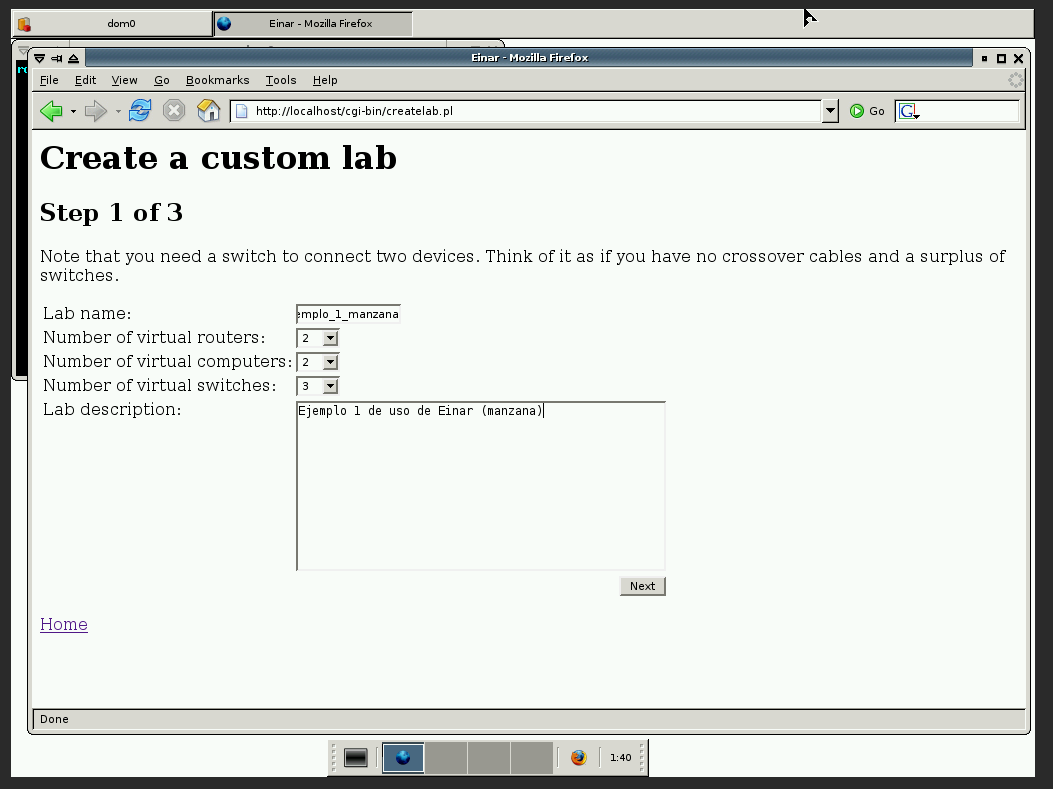 dom0
Einar - Mozilla Firefox
Einar - Mozilla Firefox
File Edit View Go Bookmarks Tools Help
http://localhost/cgi-bin/createlab.pl
Go
G
Create a custom lab
Step 1 of 3
Note that you need a switch to connect two devices. Think of it as if you have no crossover cables and a surplus of
switches.
Lab name: emplo_1_manzana
Number of virtual routers: 2
Number of virtual computers: 2
Number of virtual switches: 3
Lab description:
Ejemplo 1 de uso de Einar (manzana)
Next
Home
Done
1:40